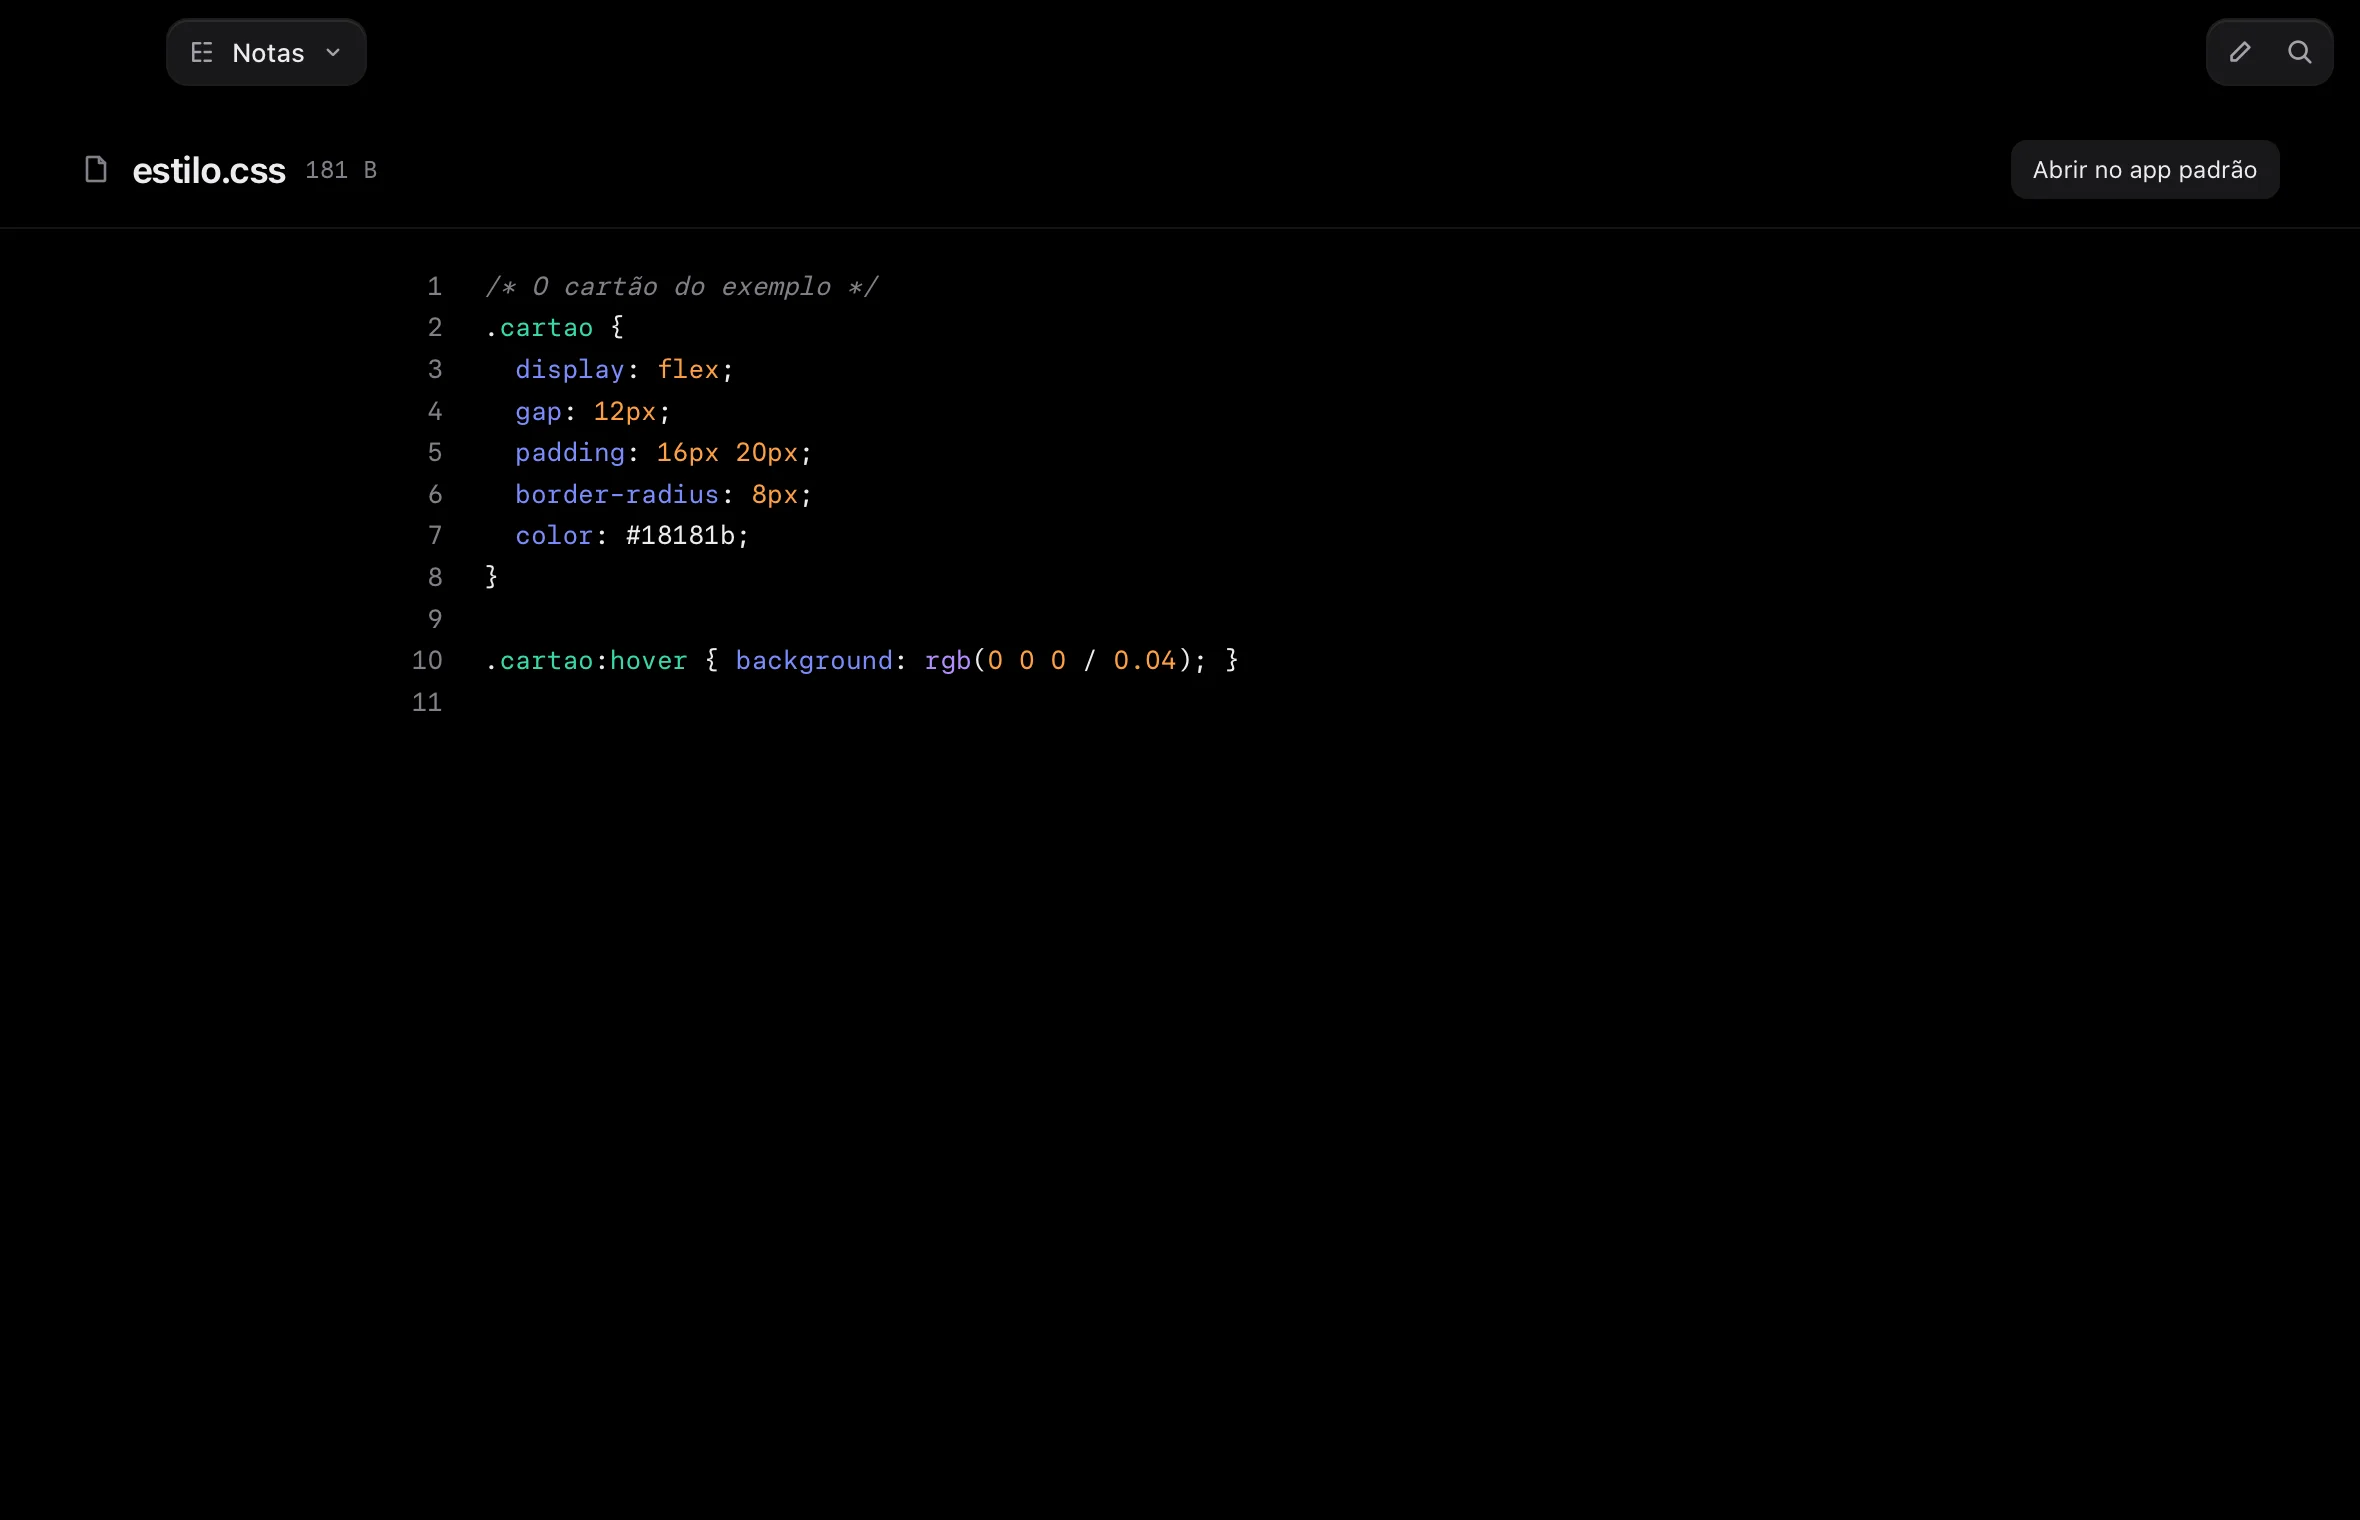 Notas
estilo.css 181 B
Abrir no app padrão
1 /* O cartão do exemplo */
2 .cartao {
3   display: flex;
4   gap: 12px;
5   padding: 16px 20px;
6   border-radius: 8px;
7   color: #18181b;
8 }
9
10 .cartao:hover { background: rgb(0 0 0 / 0.04); }
11